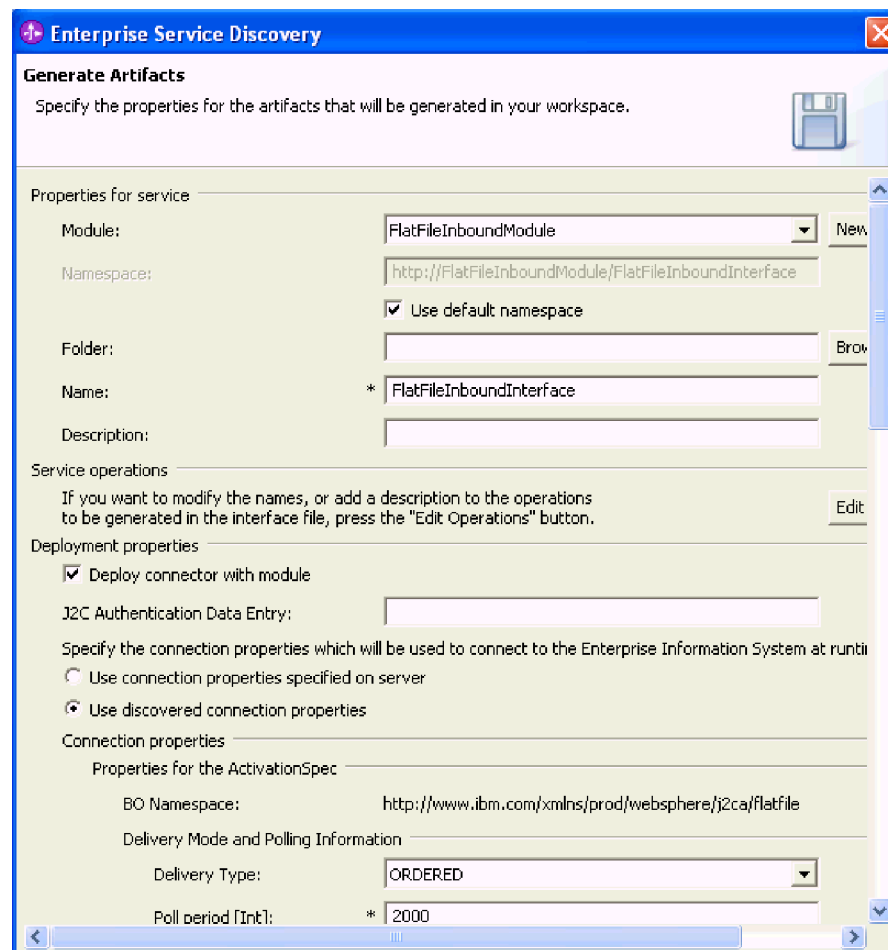 Enterprise Service Discovery
Generate Artifacts
Specify the properties for the artifacts that will be generated in your workspace.
Properties for service
Module: FlatFileInboundModule New
Namespace: http://FlatFileInboundModule/FlatFileInboundInterface
Use default namespace
Folder: Brow
Name: * FlatFileInboundInterface
Description:
Service operations
If you want to modify the names, or add a description to the operations
to be generated in the interface file, press the "Edit Operations" button. Edit
Deployment properties
Deploy connector with module
J2C Authentication Data Entry:
Specify the connection properties which will be used to connect to the Enterprise Information System at runti
Use connection properties specified on server
Use discovered connection properties
Connection properties
Properties for the ActivationSpec
BO Namespace: http://www.ibm.com/xmlns/prod/websphere/j2ca/flatfile
Delivery Mode and Polling Information
Delivery Type: ORDERED
Poll period [Int]: * 2000